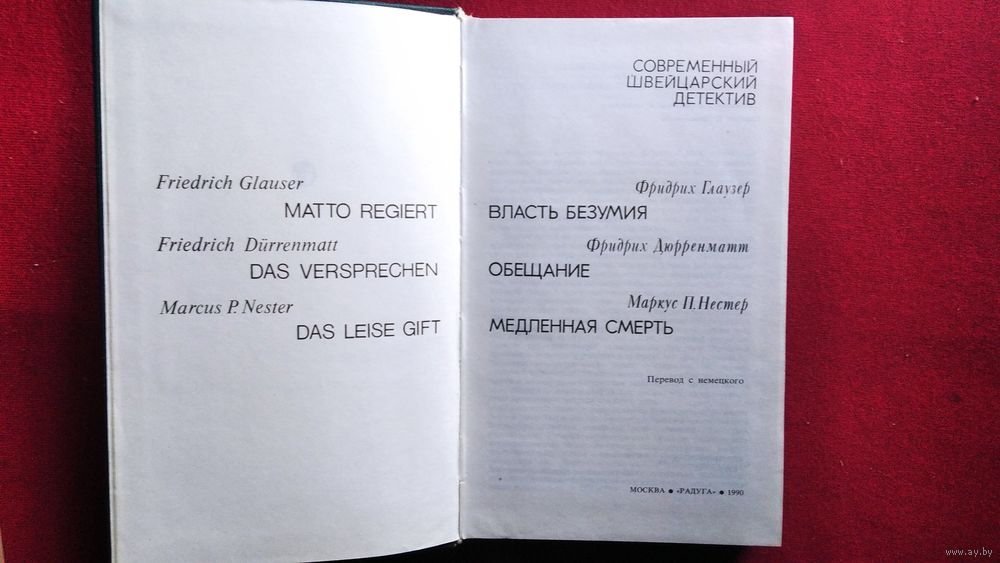 Friedrich Glauser
MATTO REGIERT
Friedrich Dürrenmatt
DAS VERSPRECHEN
Marcus P. Nester
DAS LEISE GIFT
СОВРЕМЕННЫЙ
ШВЕЙЦАРСКИЙ
ДЕТЕКТИВ
Фридрих Глаузер
ВЛАСТЬ БЕЗУМИЯ
Фридрих Дюрренматт
ОБЕЩАНИЕ
Маркус П. Нестер
МЕДЛЕННАЯ СМЕРТЬ
Перевод с немецкого
МОСКВА ● «РАДУГА» ● 1990
www.ay.by